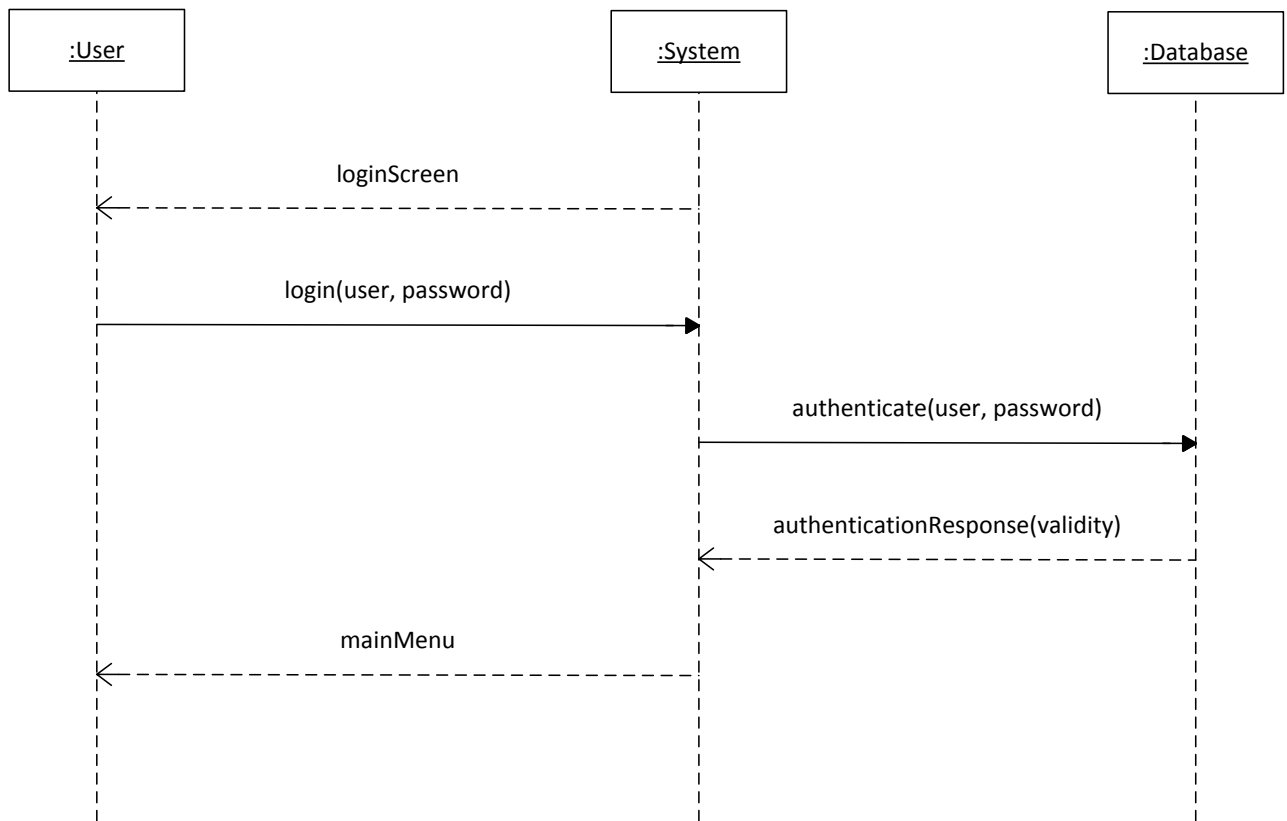 :User
:System
:Database
loginScreen
login(user, password)
authenticate(user, password)
authenticationResponse(validity)
mainMenu